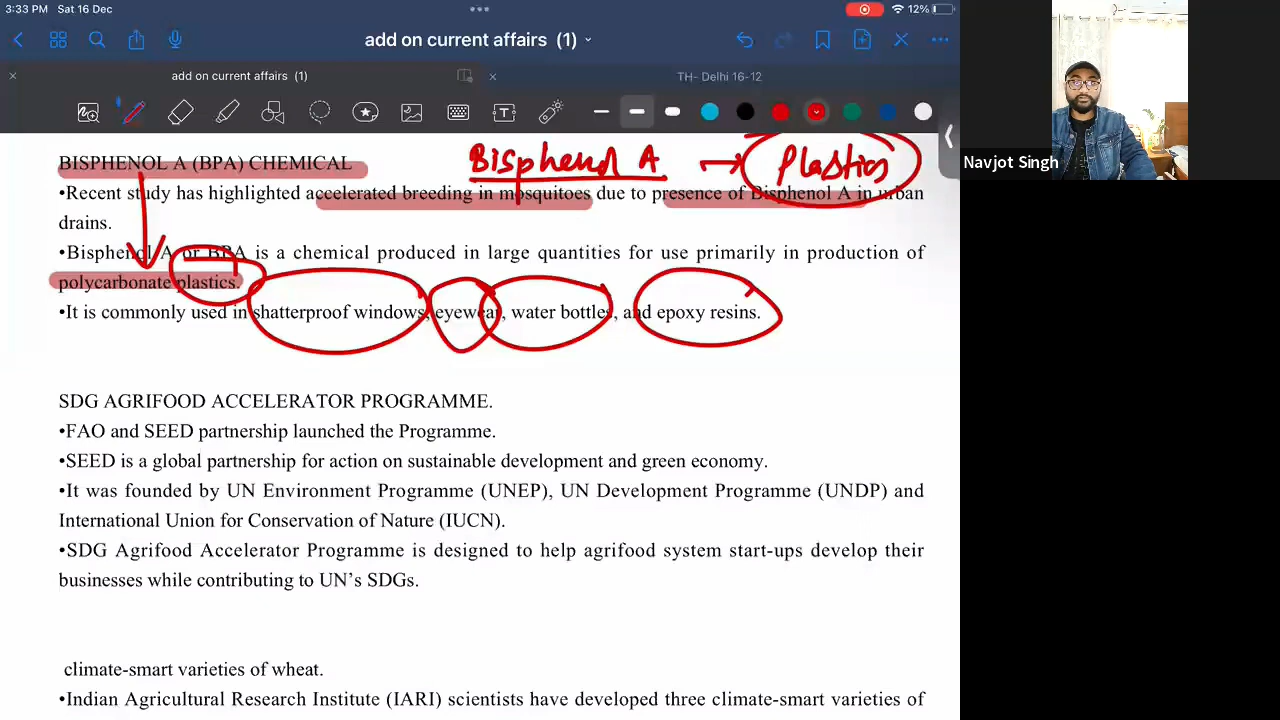 3:33 PM Sat 16 Dec
12%
add on current affairs (1)
add on current affairs (1)
TH- Delhi 16-12
Navjot Singh
Bisphenol A → Plastics
BISPHENOL A (BPA) CHEMICAL
•Recent study has highlighted accelerated breeding in mosquitoes due to presence of Bisphenol A in urban
drains.
•Bisphenol A or BPA is a chemical produced in large quantities for use primarily in production of
polycarbonate plastics.
•It is commonly used in shatterproof windows, eyewear, water bottles, and epoxy resins.
SDG AGRIFOOD ACCELERATOR PROGRAMME.
•FAO and SEED partnership launched the Programme.
•SEED is a global partnership for action on sustainable development and green economy.
•It was founded by UN Environment Programme (UNEP), UN Development Programme (UNDP) and
International Union for Conservation of Nature (IUCN).
•SDG Agrifood Accelerator Programme is designed to help agrifood system start-ups develop their
businesses while contributing to UN's SDGs.
climate-smart varieties of wheat.
•Indian Agricultural Research Institute (IARI) scientists have developed three climate-smart varieties of